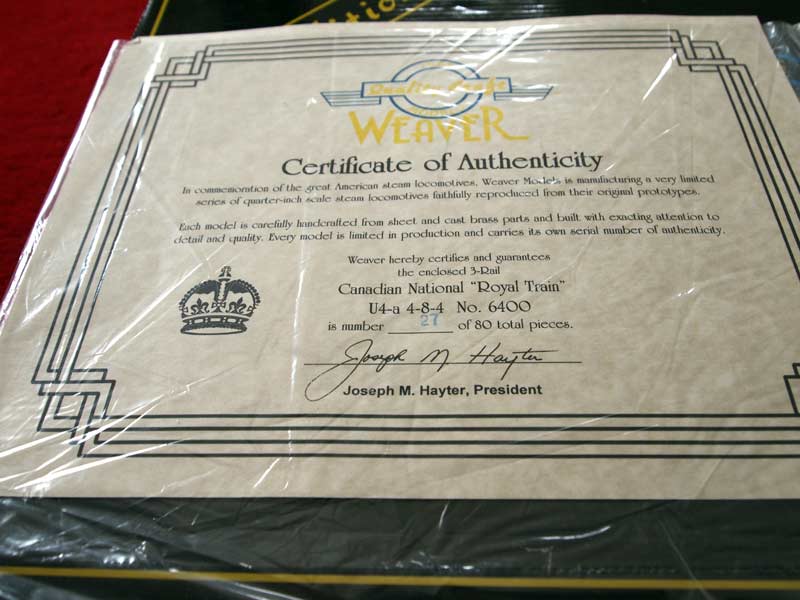 Quality Craft
WEAVER
Certificate of Authenticity
In commemoration of the great American steam locomotives, Weaver Models is manufacturing a very limited
series of quarter-inch scale steam locomotives faithfully reproduced from their original prototypes.
Each model is carefully handcrafted from sheet and cast brass parts and built with exacting attention to
detail and quality. Every model is limited in production and carries its own serial number of authenticity.
Weaver hereby certifies and guarantees
the enclosed 3-Rail
Canadian National "Royal Train"
U4-a 4-8-4 No. 6400
is number 27 of 80 total pieces.
Joseph M Hayter
Joseph M. Hayter, President